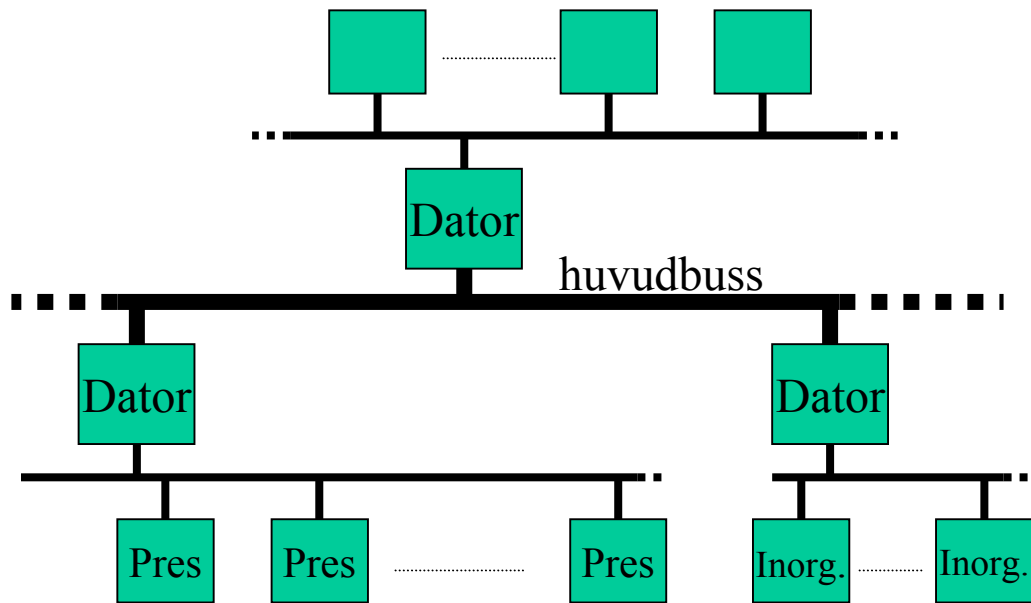 Dator
huvudbuss
Dator
Dator
Pres
Pres
Pres
Inorg.
Inorg.